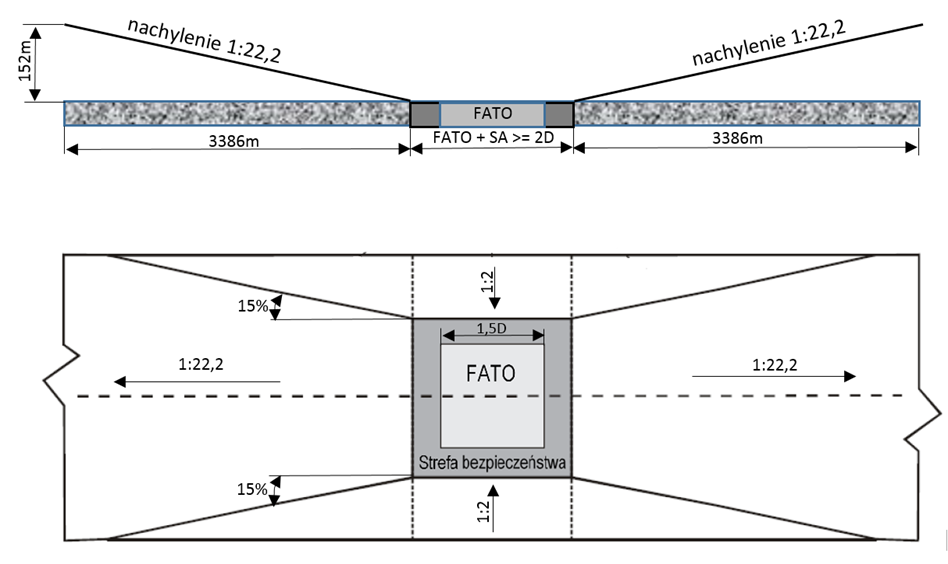 nachylenie 1:22,2
nachylenie 1:22,2
152m
FATO
3386m
FATO + SA >= 2D
3386m
1:2
15%
1,5D
1:22,2
FATO
1:22,2
Strefa bezpieczeństwa
15%
1:2